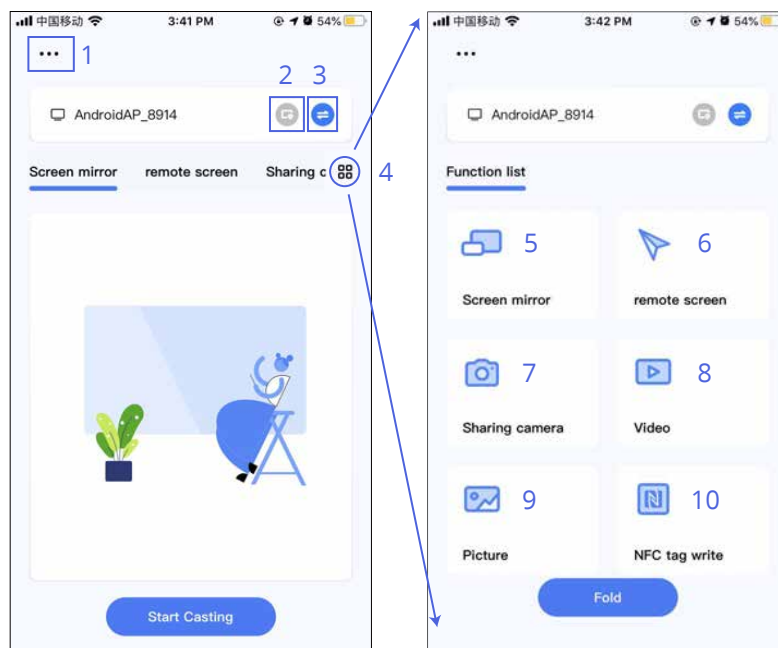 中国移动 3:41 PM 54%
1
2 3
AndroidAP_8914
Screen mirror remote screen Sharing c 4
Start Casting
中国移动 3:42 PM 54%
AndroidAP_8914
Function list
5 6
Screen mirror remote screen
7 8
Sharing camera Video
9 10
Picture NFC tag write
Fold